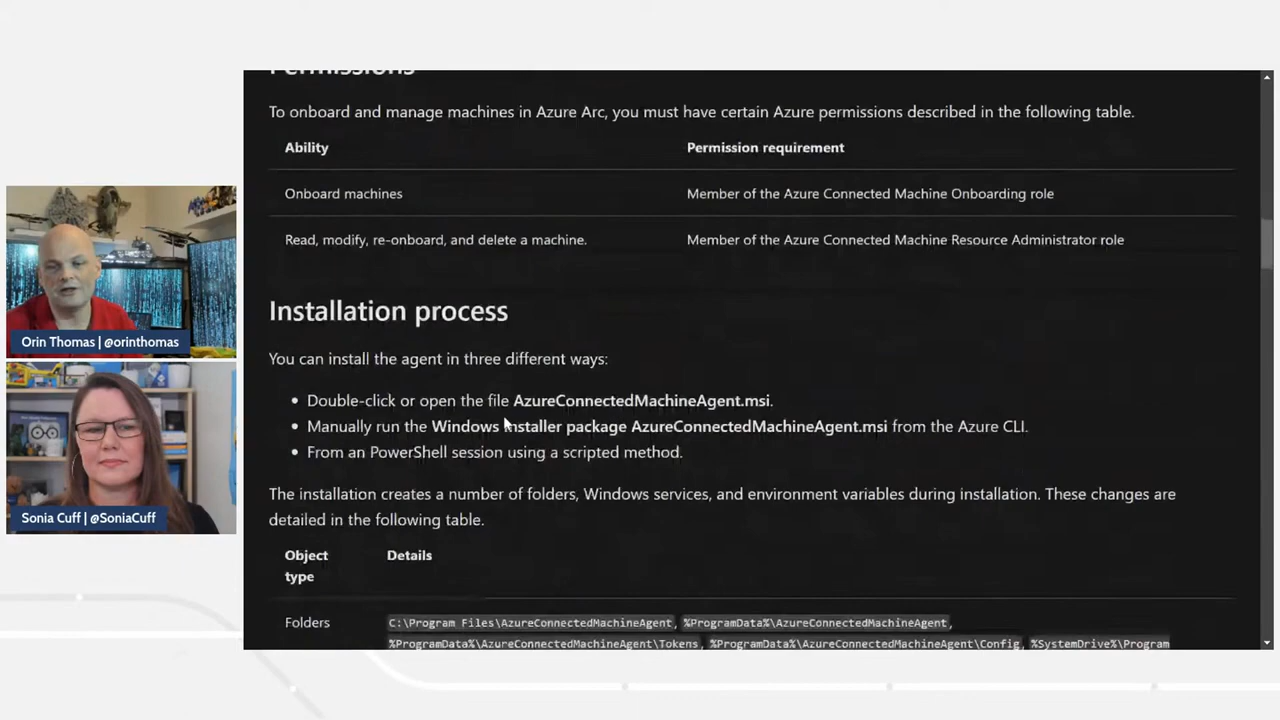 Permissions
To onboard and manage machines in Azure Arc, you must have certain Azure permissions described in the following table.
Ability Permission requirement
Onboard machines Member of the Azure Connected Machine Onboarding role
Read, modify, re-onboard, and delete a machine. Member of the Azure Connected Machine Resource Administrator role
Installation process
You can install the agent in three different ways:
• Double-click or open the file AzureConnectedMachineAgent.msi.
• Manually run the Windows Installer package AzureConnectedMachineAgent.msi from the Azure CLI.
• From an PowerShell session using a scripted method.
The installation creates a number of folders, Windows services, and environment variables during installation. These changes are
detailed in the following table.
Object Details
type
Folders C:\Program Files\AzureConnectedMachineAgent, %ProgramData%\AzureConnectedMachineAgent,
%ProgramData%\AzureConnectedMachineAgent\Tokens, %ProgramData%\AzureConnectedMachineAgent\Config, %SystemDrive%\Program
Orin Thomas | @orinthomas
Sonia Cuff | @SoniaCuff